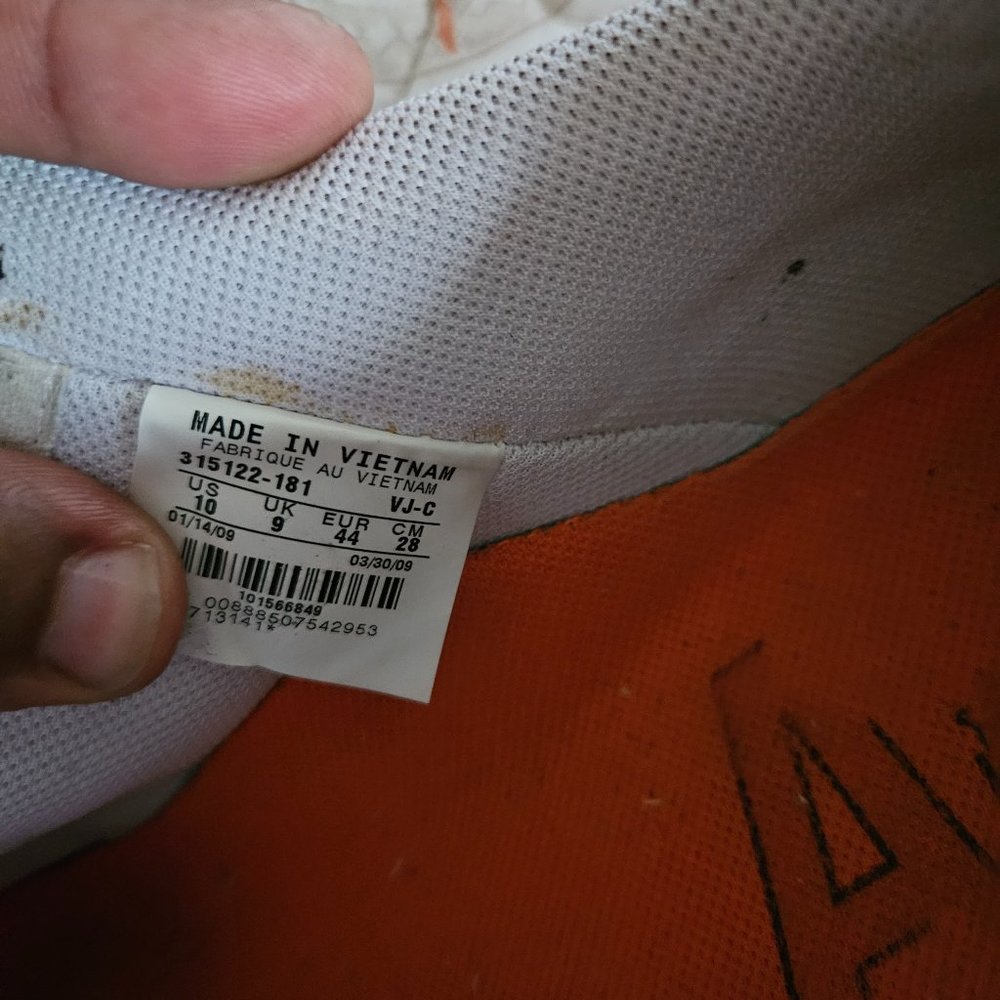 MADE IN VIETNAM
FABRIQUE AU VIETNAM
315122-181 VJ-C
US UK EUR CM
10 9 44 28
01/14/09 03/30/09
101566849
00888507542953
713141*